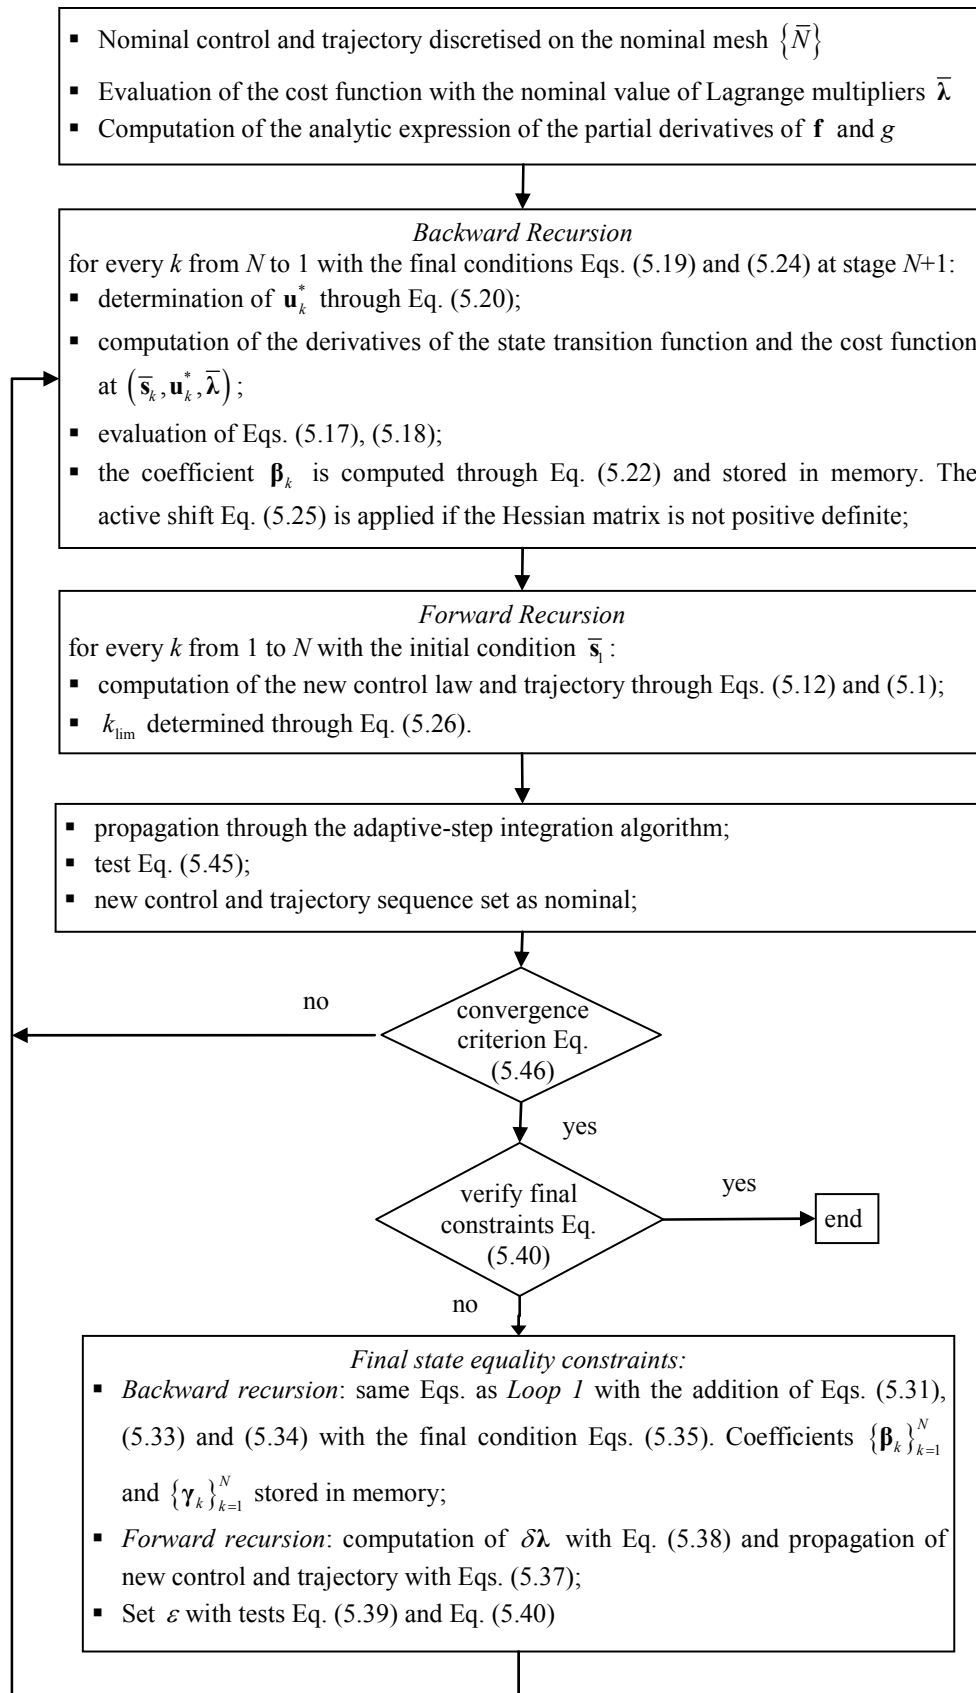 ▪ Nominal control and trajectory discretised on the nominal mesh {N̅}
▪ Evaluation of the cost function with the nominal value of Lagrange multipliers λ̅
▪ Computation of the analytic expression of the partial derivatives of f and g
Backward Recursion
for every k from N to 1 with the final conditions Eqs. (5.19) and (5.24) at stage N+1:
▪ determination of u*ₖ through Eq. (5.20);
▪ computation of the derivatives of the state transition function and the cost function
at (s̅ₖ, u*ₖ, λ̅);
▪ evaluation of Eqs. (5.17), (5.18);
▪ the coefficient βₖ is computed through Eq. (5.22) and stored in memory. The
active shift Eq. (5.25) is applied if the Hessian matrix is not positive definite;
Forward Recursion
for every k from 1 to N with the initial condition s̅₁:
▪ computation of the new control law and trajectory through Eqs. (5.12) and (5.1);
▪ k_lim determined through Eq. (5.26).
▪ propagation through the adaptive-step integration algorithm;
▪ test Eq. (5.45);
▪ new control and trajectory sequence set as nominal;
no
convergence
criterion Eq.
(5.46)
yes
verify final
constraints Eq.
(5.40)
yes
end
no
Final state equality constraints:
▪ Backward recursion: same Eqs. as Loop 1 with the addition of Eqs. (5.31),
(5.33) and (5.34) with the final condition Eqs. (5.35). Coefficients {βₖ}ᴺₖ₌₁
and {γₖ}ᴺₖ₌₁ stored in memory;
▪ Forward recursion: computation of δλ with Eq. (5.38) and propagation of
new control and trajectory with Eqs. (5.37);
▪ Set ε with tests Eq. (5.39) and Eq. (5.40)